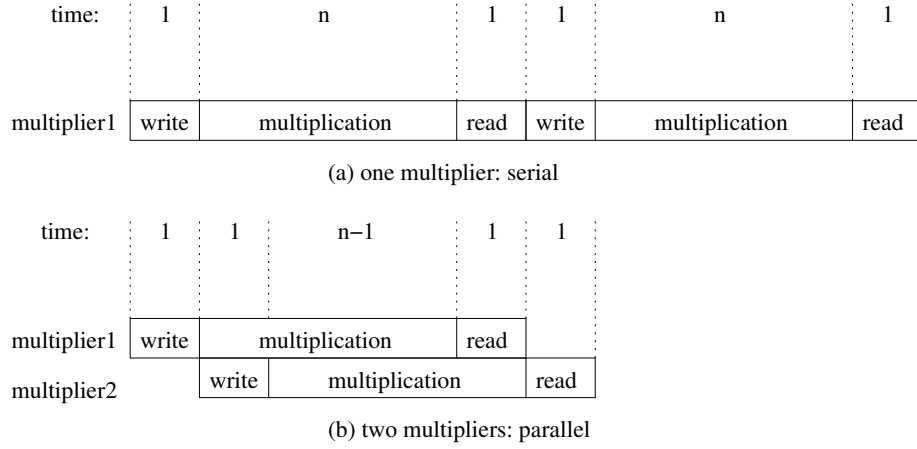 time: 1 n 1 1 n 1
multiplier1 write multiplication read write multiplication read
(a) one multiplier: serial
time: 1 1 n−1 1 1
multiplier1 write multiplication read
multiplier2 write multiplication read
(b) two multipliers: parallel